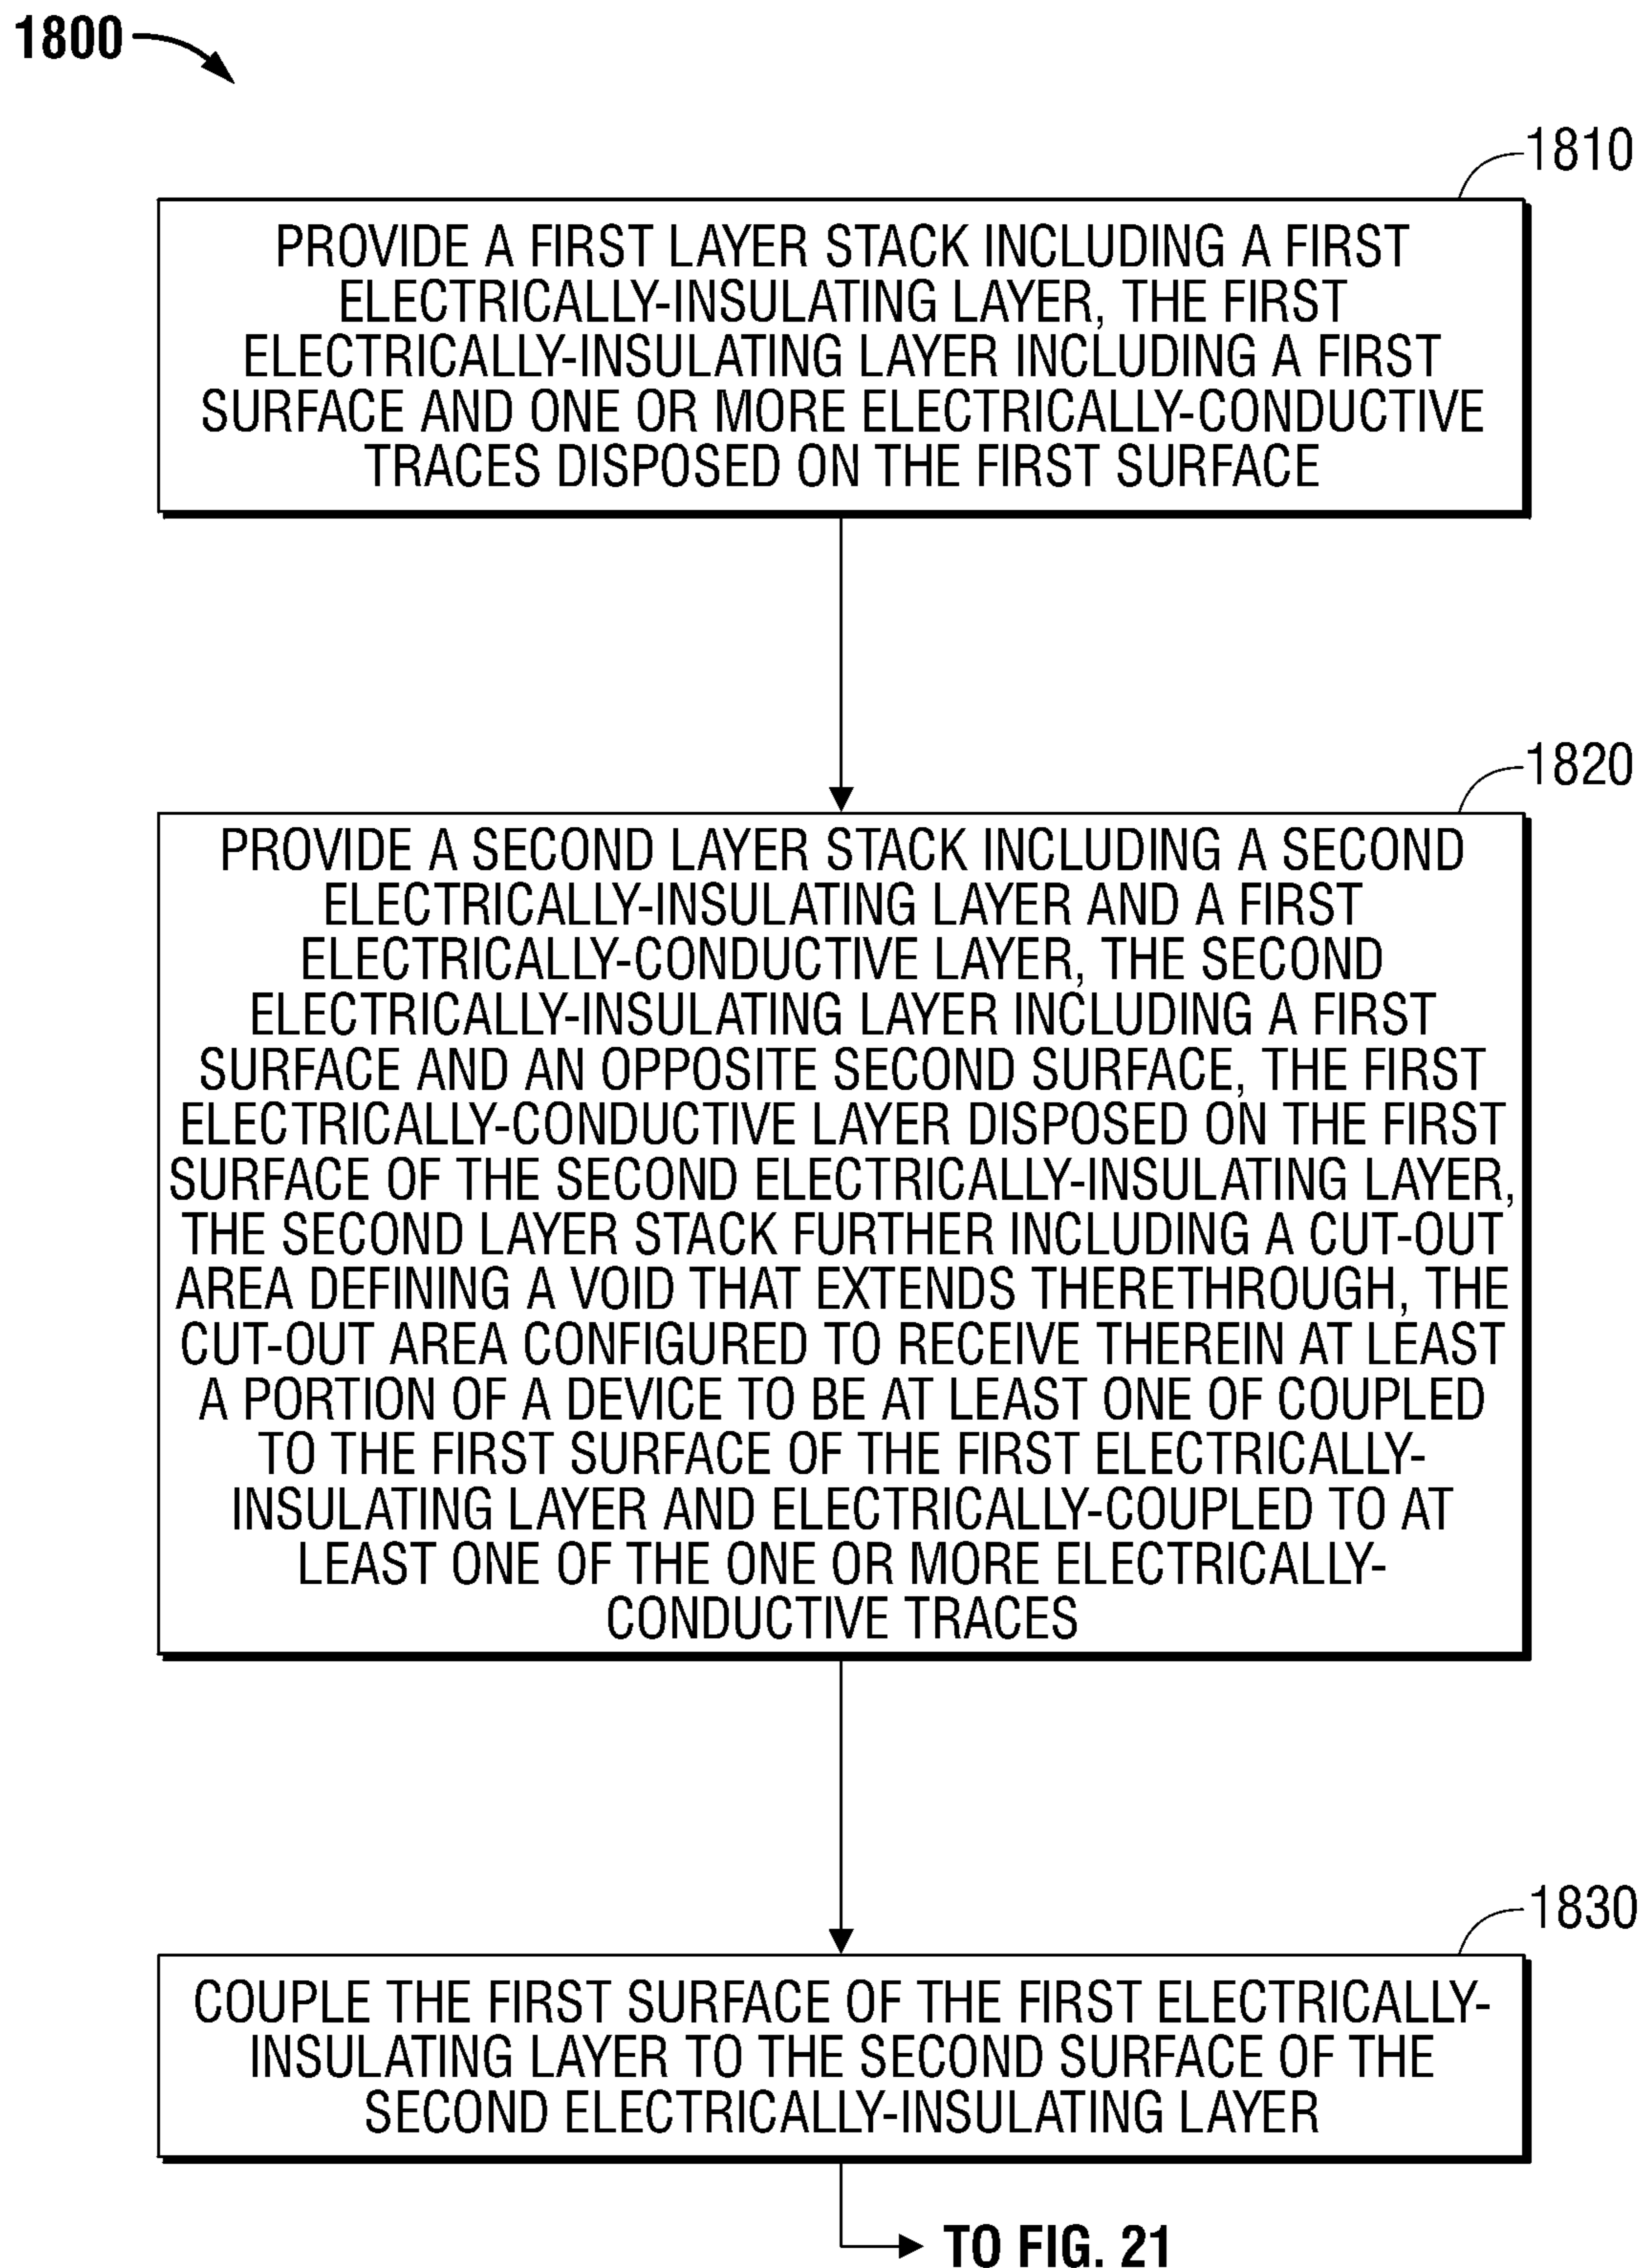 1800
1810
PROVIDE A FIRST LAYER STACK INCLUDING A FIRST
ELECTRICALLY-INSULATING LAYER, THE FIRST
ELECTRICALLY-INSULATING LAYER INCLUDING A FIRST
SURFACE AND ONE OR MORE ELECTRICALLY-CONDUCTIVE
TRACES DISPOSED ON THE FIRST SURFACE
1820
PROVIDE A SECOND LAYER STACK INCLUDING A SECOND
ELECTRICALLY-INSULATING LAYER AND A FIRST
ELECTRICALLY-CONDUCTIVE LAYER, THE SECOND
ELECTRICALLY-INSULATING LAYER INCLUDING A FIRST
SURFACE AND AN OPPOSITE SECOND SURFACE, THE FIRST
ELECTRICALLY-CONDUCTIVE LAYER DISPOSED ON THE FIRST
SURFACE OF THE SECOND ELECTRICALLY-INSULATING LAYER,
THE SECOND LAYER STACK FURTHER INCLUDING A CUT-OUT
AREA DEFINING A VOID THAT EXTENDS THERETHROUGH, THE
CUT-OUT AREA CONFIGURED TO RECEIVE THEREIN AT LEAST
A PORTION OF A DEVICE TO BE AT LEAST ONE OF COUPLED
TO THE FIRST SURFACE OF THE FIRST ELECTRICALLY-
INSULATING LAYER AND ELECTRICALLY-COUPLED TO AT
LEAST ONE OF THE ONE OR MORE ELECTRICALLY-
CONDUCTIVE TRACES
1830
COUPLE THE FIRST SURFACE OF THE FIRST ELECTRICALLY-
INSULATING LAYER TO THE SECOND SURFACE OF THE
SECOND ELECTRICALLY-INSULATING LAYER
TO FIG. 21